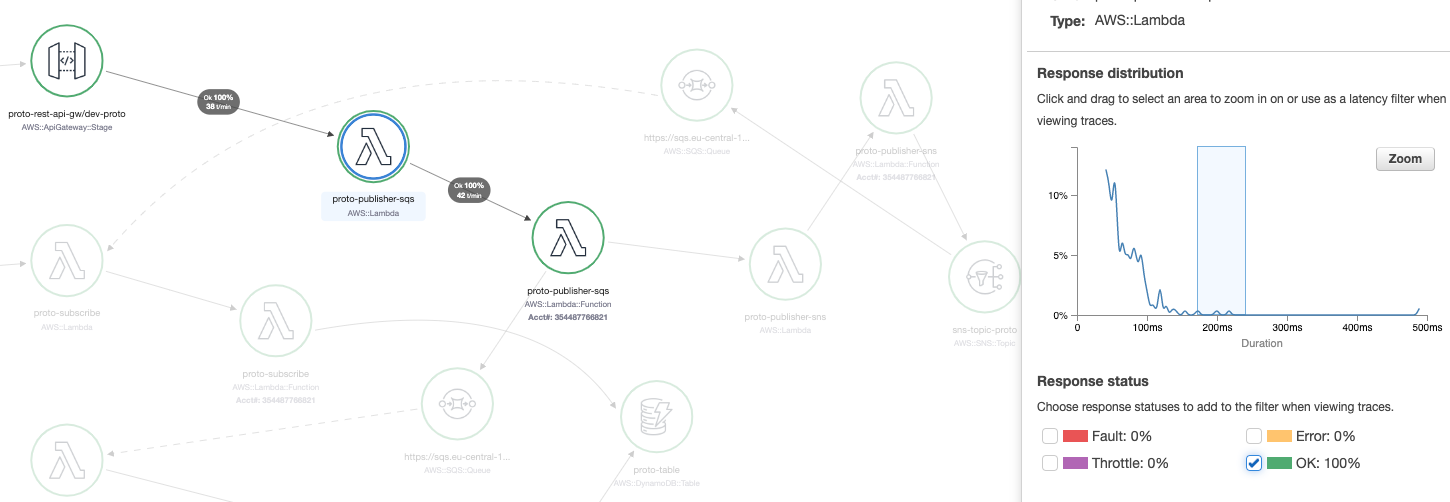 proto-rest-api-gw/dev-proto
AWS::ApiGateway::Stage
Ok 100%
38 t/min
proto-publisher-sqs
AWS::Lambda
Ok 100%
42 t/min
proto-publisher-sqs
AWS::Lambda::Function
Acct#: 354487766821
https://sqs.eu-central-1...
AWS::SQS::Queue
proto-publisher-sns
AWS::Lambda::Function
Acct#: 354487766821
proto-publisher-sns
AWS::Lambda
sns-topic-proto
AWS::SNS::Topic
proto-subscribe
AWS::Lambda
proto-subscribe
AWS::Lambda::Function
Acct#: 354487766821
https://sqs.eu-central-1...
AWS::SQS::Queue
proto-table
AWS::DynamoDB::Table
Type: AWS::Lambda
Response distribution
Click and drag to select an area to zoom in on or use as a latency filter when
viewing traces.
Zoom
10%
5%
0%
0
100ms
200ms
300ms
400ms
500ms
Duration
Response status
Choose response statuses to add to the filter when viewing traces.
Fault: 0%
Error: 0%
Throttle: 0%
OK: 100%